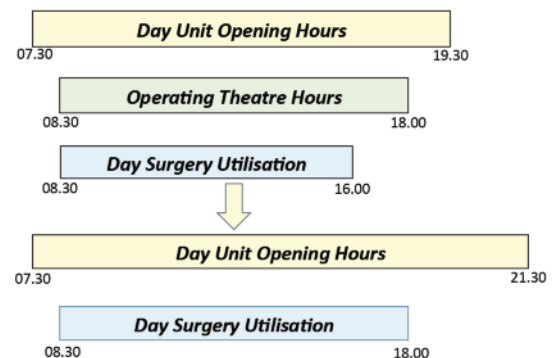 Day Unit Opening Hours
07.30 19.30
Operating Theatre Hours
08.30 18.00
Day Surgery Utilisation
08.30 16.00
Day Unit Opening Hours
07.30 21.30
Day Surgery Utilisation
08.30 18.00